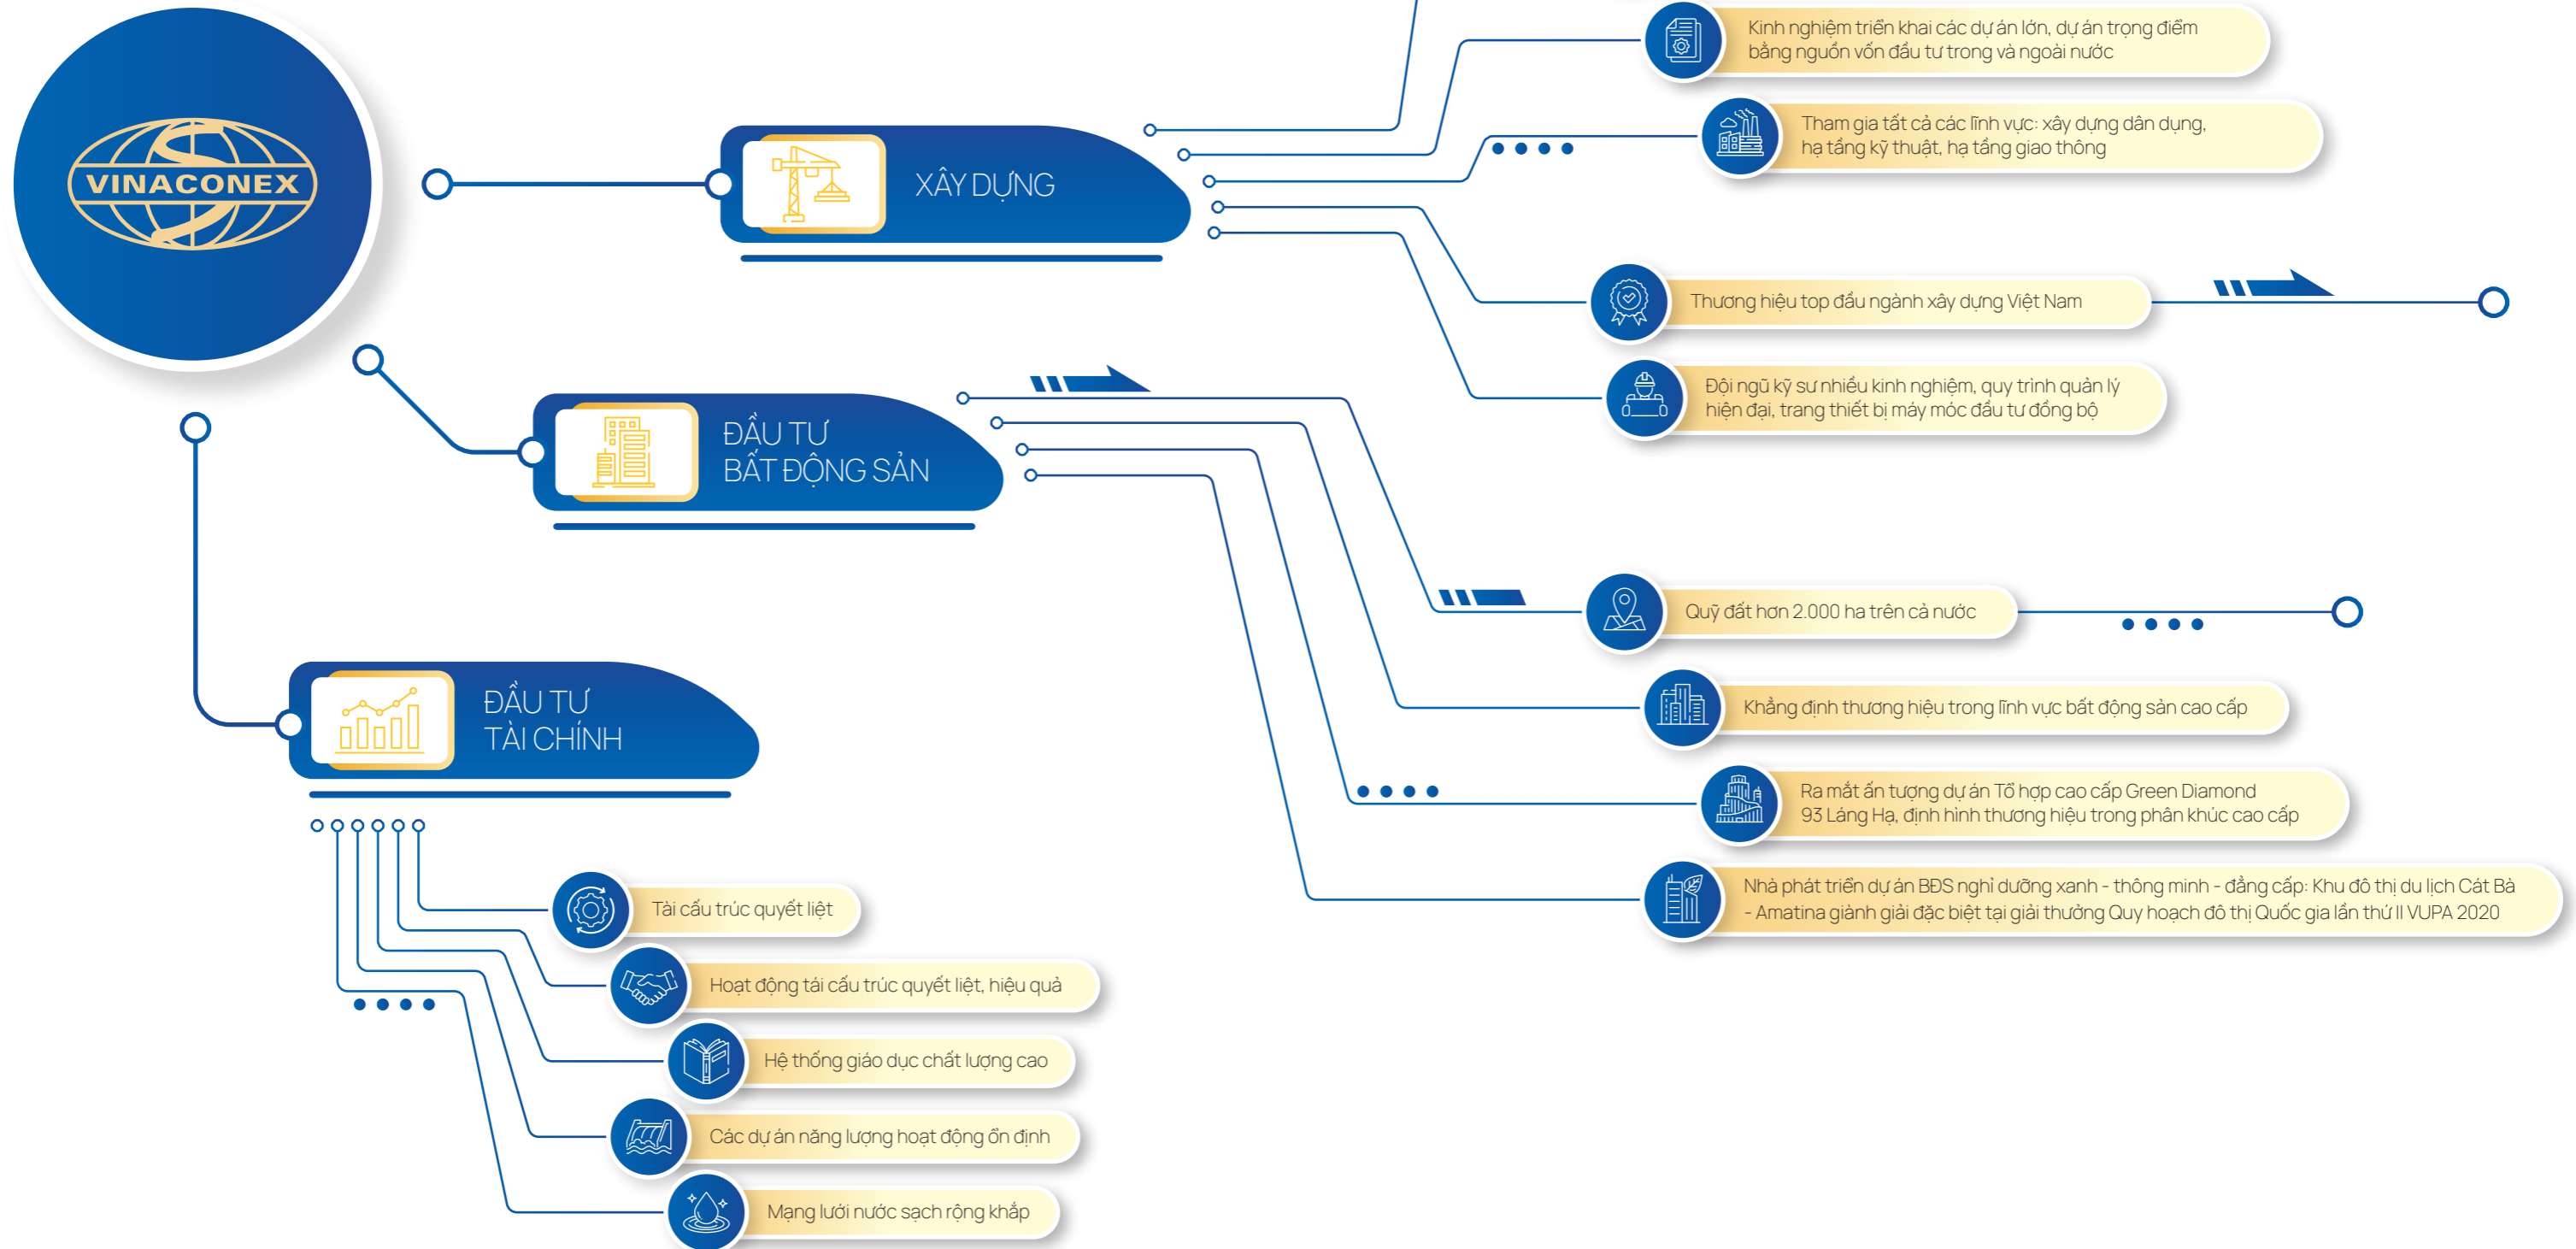 VINACONEX
XÂY DỰNG
Kinh nghiệm triển khai các dự án lớn, dự án trọng điểm
bằng nguồn vốn đầu tư trong và ngoài nước
Tham gia tất cả các lĩnh vực: xây dựng dân dụng,
hạ tầng kỹ thuật, hạ tầng giao thông
Thương hiệu top đầu ngành xây dựng Việt Nam
Đội ngũ kỹ sư nhiều kinh nghiệm, quy trình quản lý
hiện đại, trang thiết bị máy móc đầu tư đồng bộ
ĐẦU TƯ
BẤT ĐỘNG SẢN
Quỹ đất hơn 2.000 ha trên cả nước
Khẳng định thương hiệu trong lĩnh vực bất động sản cao cấp
Ra mắt ấn tượng dự án Tổ hợp cao cấp Green Diamond
93 Láng Hạ, định hình thương hiệu trong phân khúc cao cấp
Nhà phát triển dự án BĐS nghỉ dưỡng xanh - thông minh - đẳng cấp: Khu đô thị du lịch Cát Bà
- Amatina giành giải đặc biệt tại giải thưởng Quy hoạch đô thị Quốc gia lần thứ II VUPA 2020
ĐẦU TƯ
TÀI CHÍNH
Tài cấu trúc quyết liệt
Hoạt động tái cấu trúc quyết liệt, hiệu quả
Hệ thống giáo dục chất lượng cao
Các dự án năng lượng hoạt động ổn định
Mạng lưới nước sạch rộng khắp